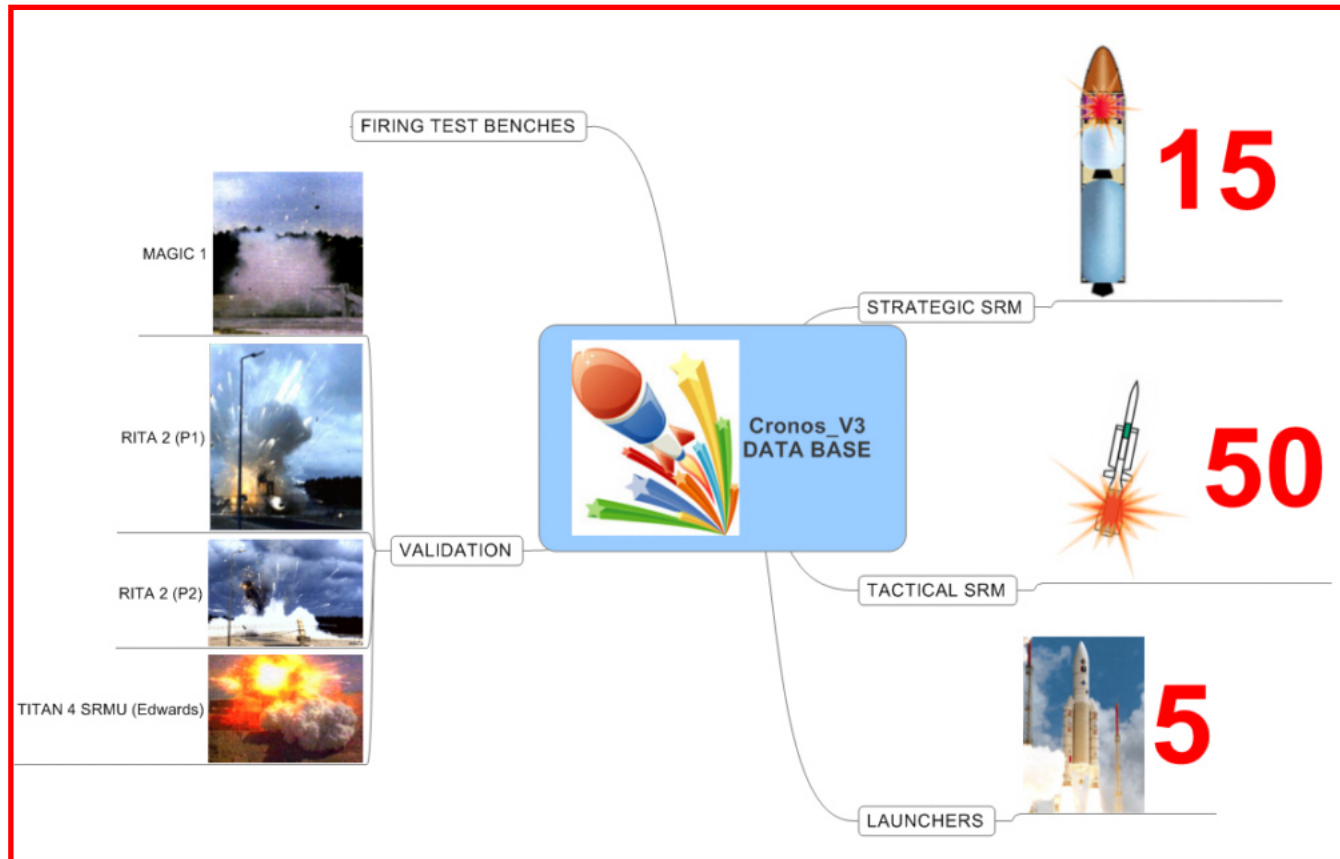 FIRING TEST BENCHES
MAGIC 1
RITA 2 (P1)
RITA 2 (P2)
TITAN 4 SRMU (Edwards)
VALIDATION
Cronos_V3
DATA BASE
15
STRATEGIC SRM
50
TACTICAL SRM
5
LAUNCHERS